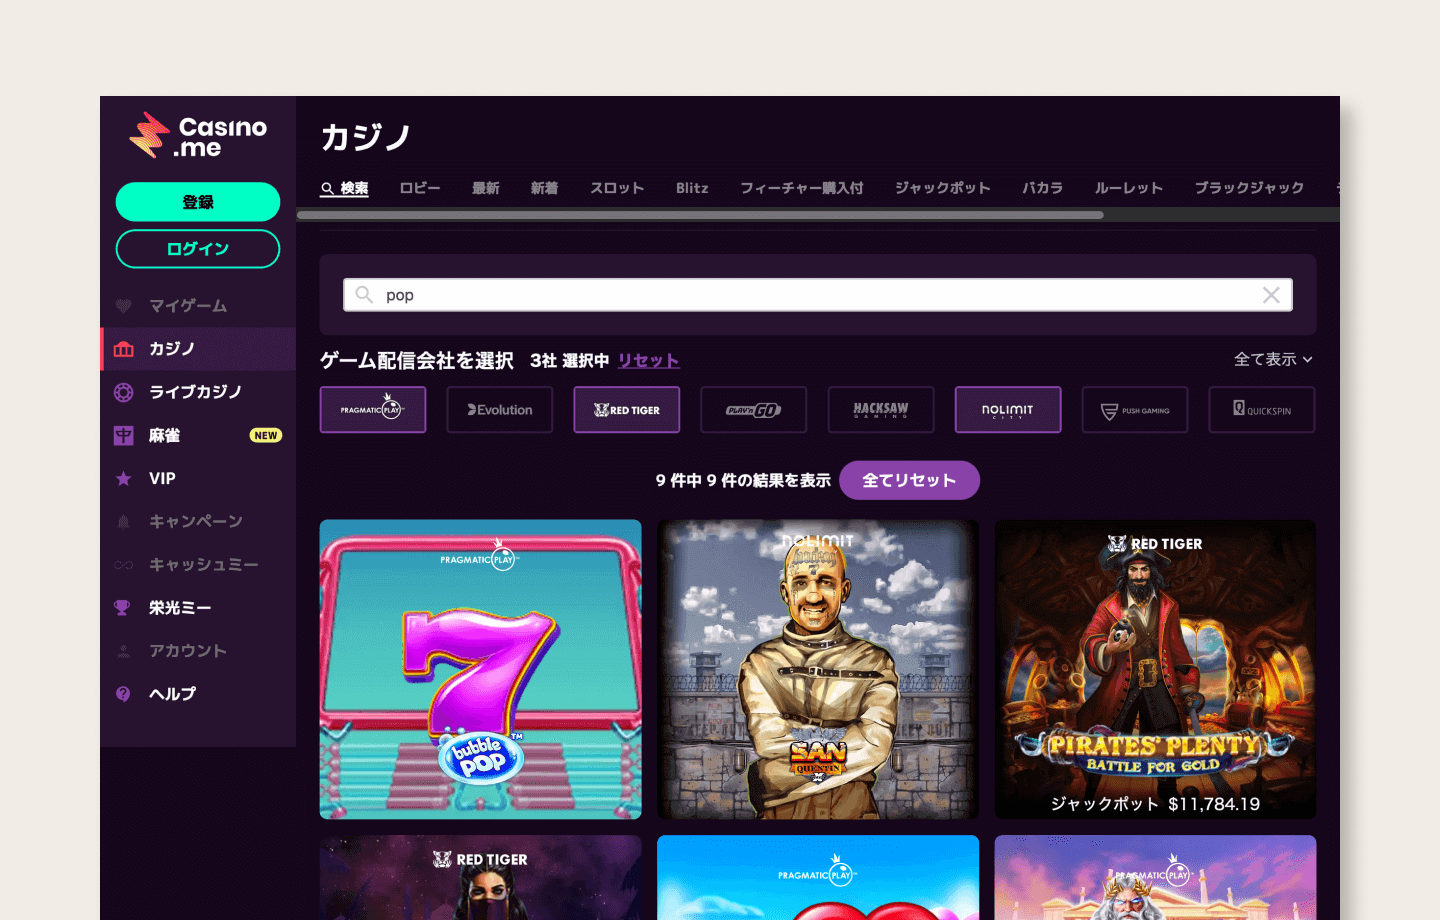 Casino
.me
登録
ログイン
マイゲーム
カジノ
ライブカジノ
麻雀 NEW
VIP
キャンペーン
キャッシュミー
栄光ミー
アカウント
ヘルプ
カジノ
検索 ロビー 最新 新着 スロット Blitz フィーチャー購入付 ジャックポット バカラ ルーレット ブラックジャック
pop
ゲーム配信会社を選択 3社 選択中 リセット 全て表示
PRAGMATIC PLAY Evolution RED TIGER PLAY'n GO HACKSAW GAMING NOLIMIT CITY PUSH GAMING QUICKSPIN
9 件中 9 件の結果を表示 全てリセット
PRAGMATIC PLAY
7
bubble
POP
NOLIMIT
SAN
QUENTIN
RED TIGER
PIRATES' PLENTY
BATTLE FOR GOLD
ジャックポット $11,784.19
RED TIGER
PRAGMATIC PLAY
PRAGMATIC PLAY